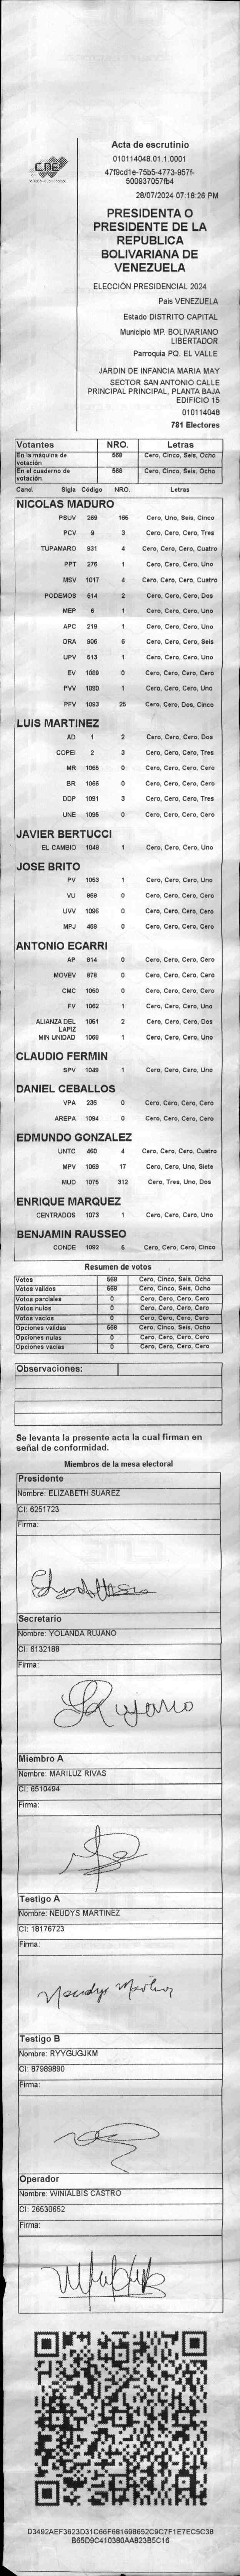 CNE
Acta de escrutinio
010114048.01.1.0001
47f9cd1e-75b5-4773-957f-
500937057fb4
28/07/2024 07:18:26 PM
PRESIDENTA O
PRESIDENTE DE LA
REPUBLICA
BOLIVARIANA DE
VENEZUELA
ELECCIÓN PRESIDENCIAL 2024
Pais VENEZUELA
Estado DISTRITO CAPITAL
Municipio MP. BOLIVARIANO
LIBERTADOR
Parroquia PQ. EL VALLE
JARDIN DE INFANCIA MARIA MAY
SECTOR SAN ANTONIO CALLE
PRINCIPAL PRINCIPAL, PLANTA BAJA
EDIFICIO 15
010114048
781 Electores
Votantes NRO. Letras
En la máquina de votación 568 Cero, Cinco, Seis, Ocho
En el cuaderno de votación 568 Cero, Cinco, Seis, Ocho
Cand. Sigla Código NRO. Letras
NICOLAS MADURO
PSUV 269 165 Cero, Uno, Seis, Cinco
PCV 9 3 Cero, Cero, Cero, Tres
TUPAMARO 931 4 Cero, Cero, Cero, Cuatro
PPT 276 1 Cero, Cero, Cero, Uno
MSV 1017 4 Cero, Cero, Cero, Cuatro
PODEMOS 514 2 Cero, Cero, Cero, Dos
MEP 6 1 Cero, Cero, Cero, Uno
APC 219 1 Cero, Cero, Cero, Uno
ORA 906 6 Cero, Cero, Cero, Seis
UPV 513 1 Cero, Cero, Cero, Uno
EV 1089 0 Cero, Cero, Cero, Cero
PVV 1090 1 Cero, Cero, Cero, Uno
PFV 1093 25 Cero, Cero, Dos, Cinco
LUIS MARTINEZ
AD 1 2 Cero, Cero, Cero, Dos
COPEI 2 3 Cero, Cero, Cero, Tres
MR 1065 0 Cero, Cero, Cero, Cero
BR 1066 0 Cero, Cero, Cero, Cero
DDP 1091 3 Cero, Cero, Cero, Tres
UNE 1095 0 Cero, Cero, Cero, Cero
JAVIER BERTUCCI
EL CAMBIO 1048 1 Cero, Cero, Cero, Uno
JOSE BRITO
PV 1053 1 Cero, Cero, Cero, Uno
VU 868 0 Cero, Cero, Cero, Cero
UVV 1096 0 Cero, Cero, Cero, Cero
MPJ 458 0 Cero, Cero, Cero, Cero
ANTONIO ECARRI
AP 814 0 Cero, Cero, Cero, Cero
MOVEV 878 0 Cero, Cero, Cero, Cero
CMC 1050 0 Cero, Cero, Cero, Cero
FV 1062 1 Cero, Cero, Cero, Uno
ALIANZA DEL LAPIZ 1051 2 Cero, Cero, Cero, Dos
MIN UNIDAD 1068 1 Cero, Cero, Cero, Uno
CLAUDIO FERMIN
SPV 1049 1 Cero, Cero, Cero, Uno
DANIEL CEBALLOS
VPA 236 0 Cero, Cero, Cero, Cero
AREPA 1094 0 Cero, Cero, Cero, Cero
EDMUNDO GONZALEZ
UNTC 460 4 Cero, Cero, Cero, Cuatro
MPV 1069 17 Cero, Cero, Uno, Siete
MUD 1075 312 Cero, Tres, Uno, Dos
ENRIQUE MARQUEZ
CENTRADOS 1073 1 Cero, Cero, Cero, Uno
BENJAMIN RAUSSEO
CONDE 1092 5 Cero, Cero, Cero, Cinco
Resumen de votos
Votos 568 Cero, Cinco, Seis, Ocho
Votos validos 568 Cero, Cinco, Seis, Ocho
Votos parciales 0 Cero, Cero, Cero, Cero
Votos nulos 0 Cero, Cero, Cero, Cero
Votos vacios 0 Cero, Cero, Cero, Cero
Opciones validas 568 Cero, Cinco, Seis, Ocho
Opciones nulas 0 Cero, Cero, Cero, Cero
Opciones vacias 0 Cero, Cero, Cero, Cero
Observaciones:
Se levanta la presente acta la cual firman en
señal de conformidad.
Miembros de la mesa electoral
Presidente
Nombre: ELIZABETH SUAREZ
CI: 6251723
Firma:
Secretario
Nombre: YOLANDA RUJANO
CI: 6132188
Firma:
Rujano
Miembro A
Nombre: MARILUZ RIVAS
CI: 6510494
Firma:
Testigo A
Nombre: NEUDYS MARTINEZ
CI: 18176723
Firma:
Neudys
Testigo B
Nombre: RYYGUGJKM
CI: 87989890
Firma:
Operador
Nombre: WINIALBIS CASTRO
CI: 26530652
Firma:
D3492AEF3623D31C66F681698652C9C7F1E7EC5C38
B65D9C410380AA823B5C16